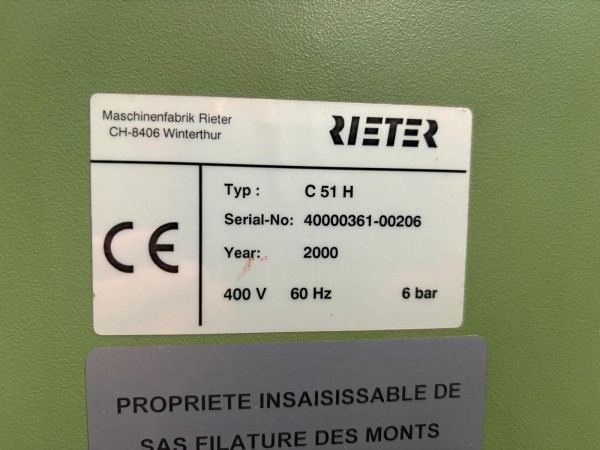 Maschinenfabrik Rieter
CH-8406 Winterthur
RIETER
CE
Typ : C 51 H
Serial-No: 40000361-00206
Year: 2000
400 V 60 Hz 6 bar
PROPRIETE INSAISISSABLE DE
SAS FILATURE DES MONTS